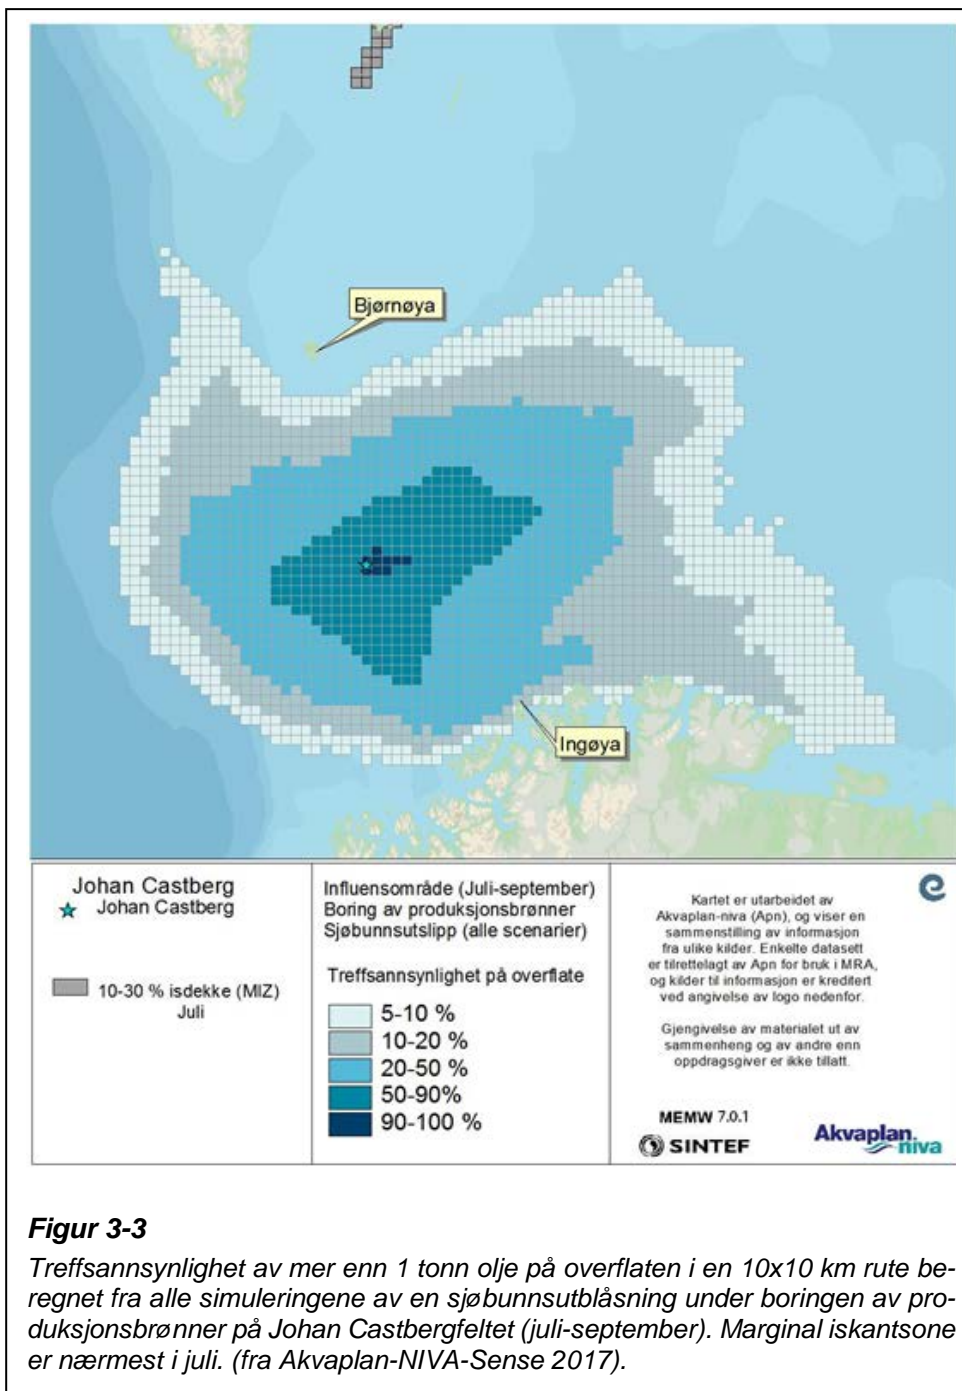 Bjørnøya
Ingøya
Johan Castberg
Johan Castberg
10-30 % isdekke (MIZ)
Juli
Influensområde (Juli-september)
Boring av produksjonsbrønner
Sjøbunnsutslipp (alle scenarier)
Treffsannsynlighet på overflate
5-10 %
10-20 %
20-50 %
50-90%
90-100 %
Kartet er utarbeidet av
Akvaplan-niva (Apn), og viser en
sammenstilling av informasjon
fra ulike kilder. Enkelte datasett
er tilrettelagt av Apn for bruk i MRA,
og kilder til informasjon er kreditert
ved angivelse av logo nedenfor.
Gjengivelse av materialet ut av
sammenheng og av andre enn
oppdragsgiver er ikke tillatt.
MEMW 7.0.1
SINTEF
Akvaplan
niva
Figur 3-3
Treffsannsynlighet av mer enn 1 tonn olje på overflaten i en 10x10 km rute be-
regnet fra alle simuleringene av en sjøbunnsutblåsning under boringen av pro-
duksjonsbrønner på Johan Castbergfeltet (juli-september). Marginal iskantsone
er nærmest i juli. (fra Akvaplan-NIVA-Sense 2017).